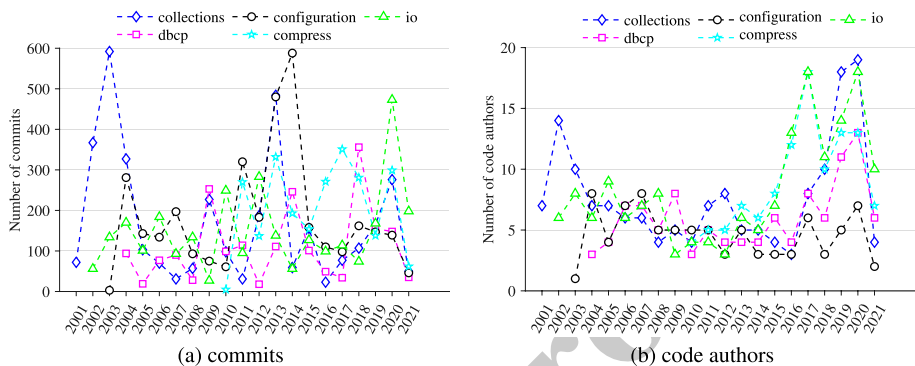 collections configuration io
dbcp compress
Number of commits
600
500
400
300
200
100
0
2001 2002 2003 2004 2005 2006 2007 2008 2009 2010 2011 2012 2013 2014 2015 2016 2017 2018 2019 2020 2021
(a) commits
collections configuration io
dbcp compress
Number of code authors
20
15
10
5
0
2001 2002 2003 2004 2005 2006 2007 2008 2009 2010 2011 2012 2013 2014 2015 2016 2017 2018 2019 2020 2021
(b) code authors